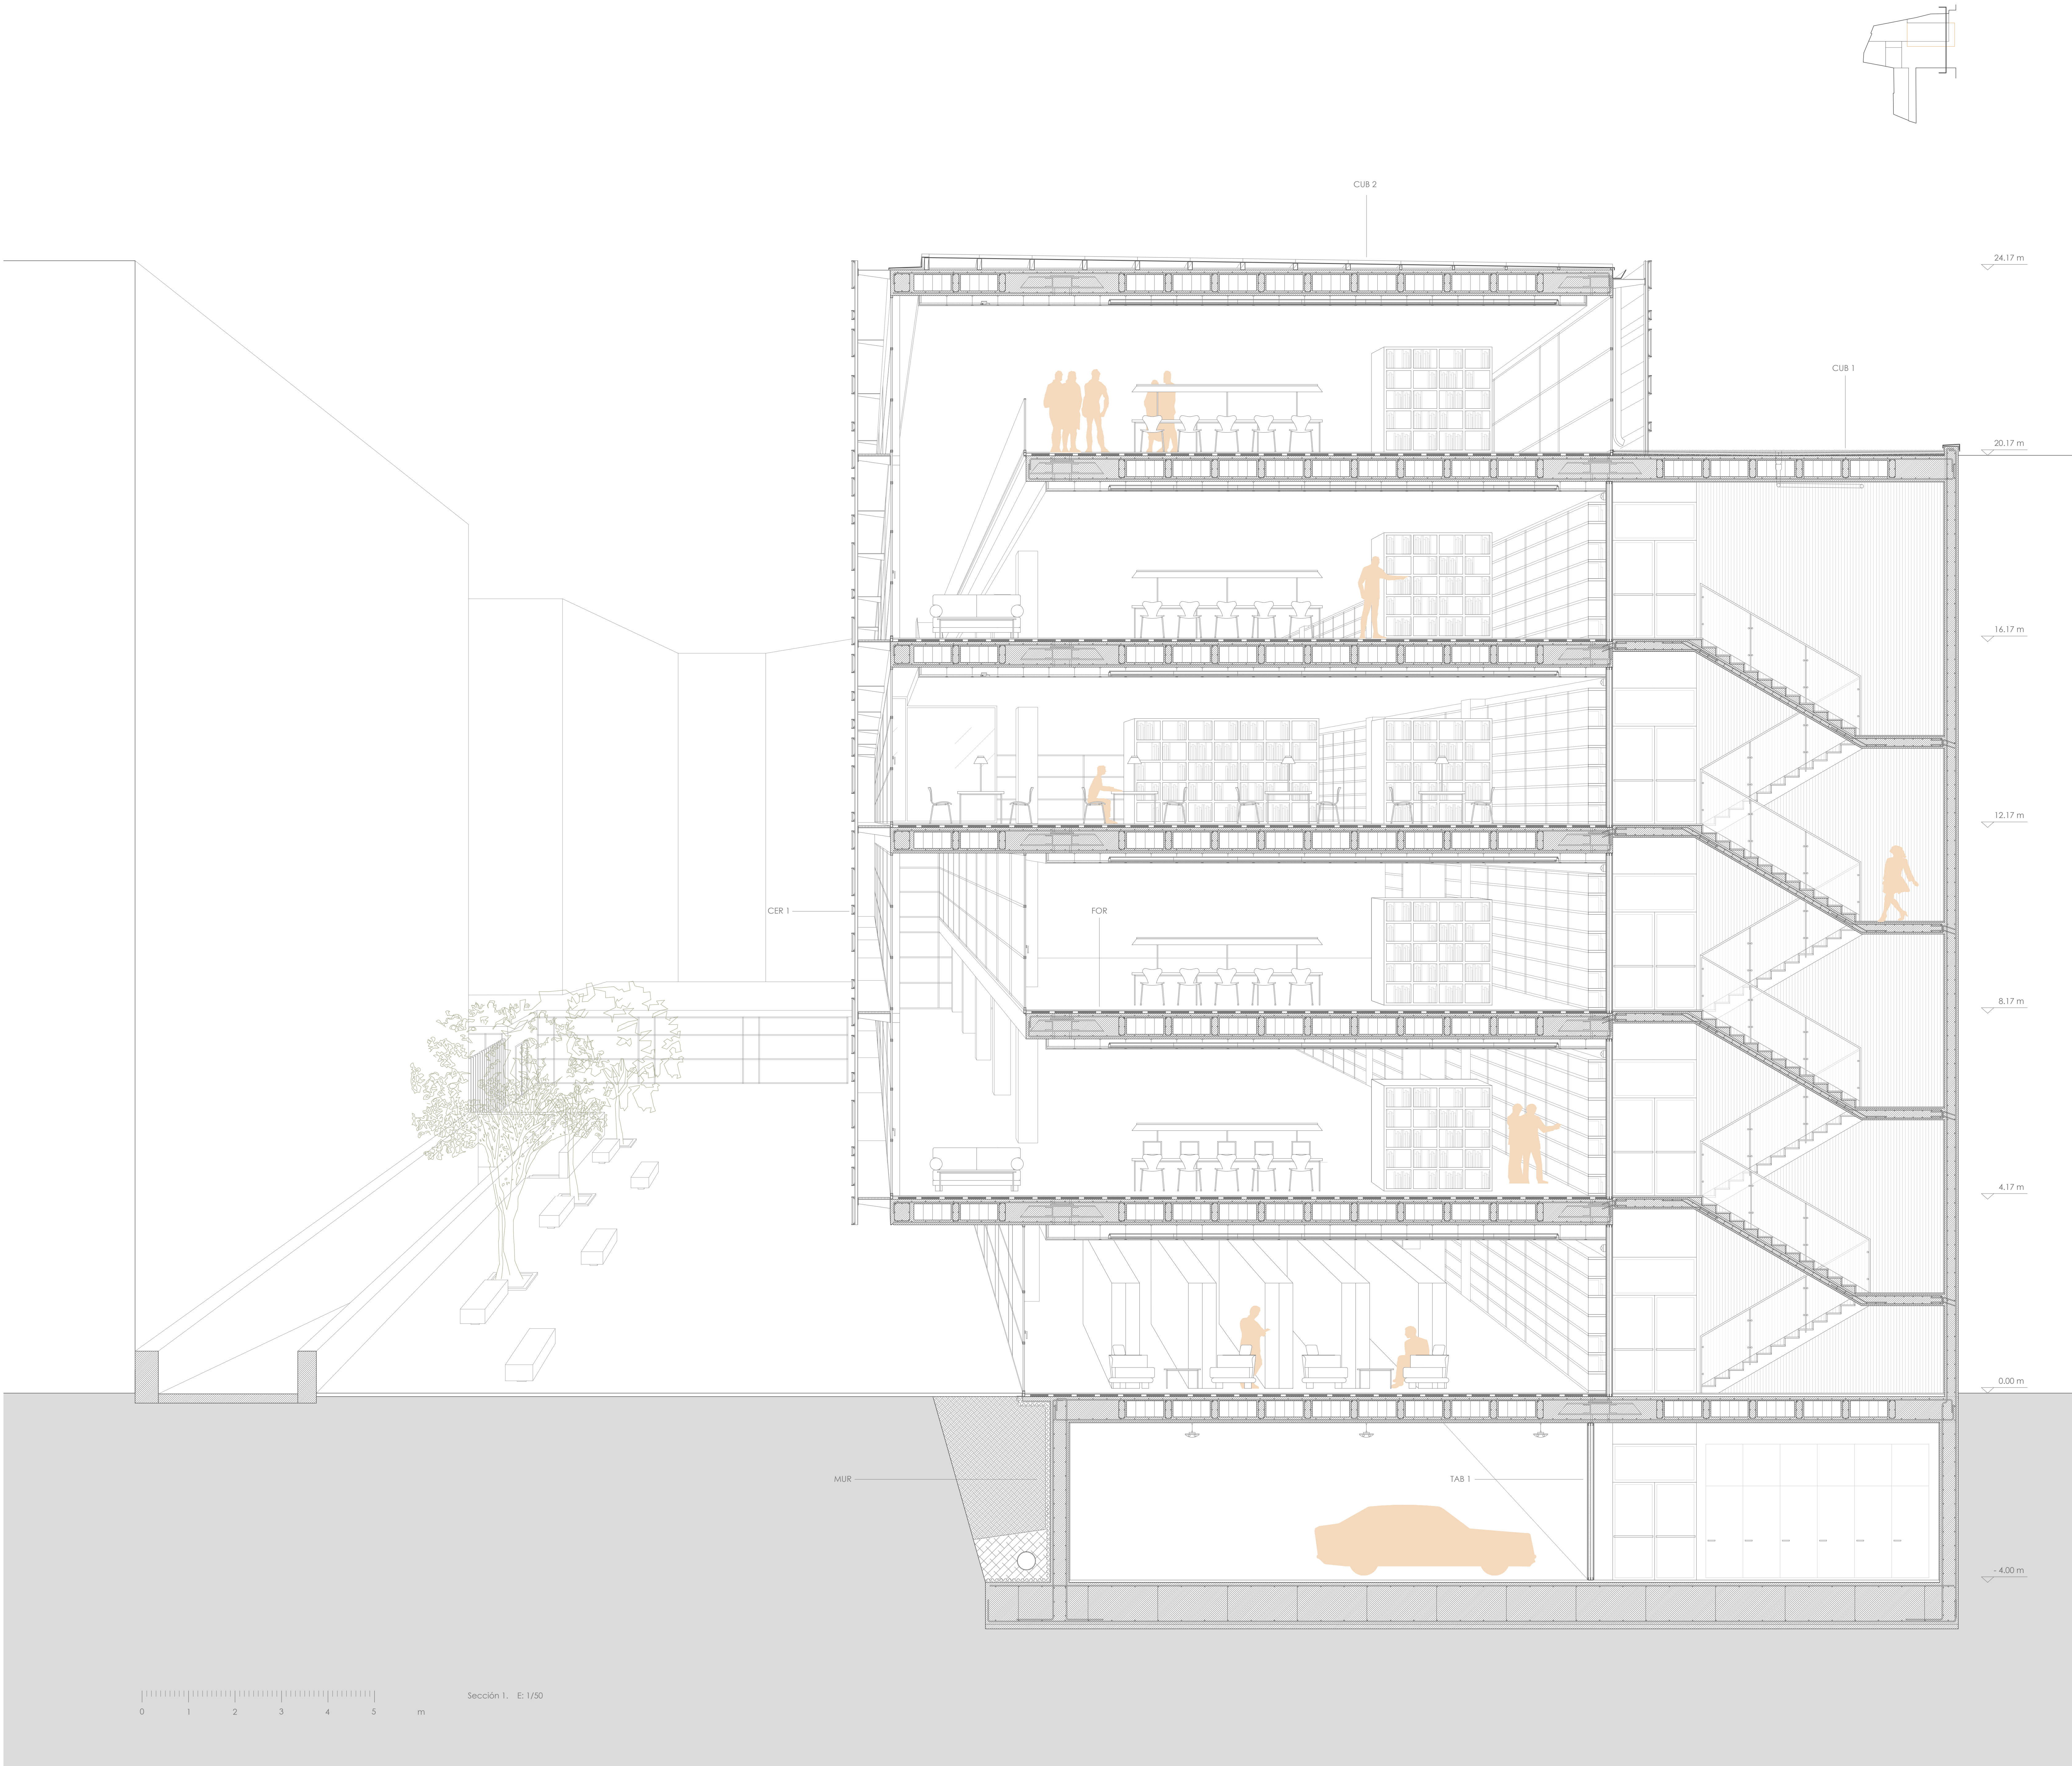 CUB 2
24,17 m
CUB 1
20,17 m
16,17 m
12,17 m
CER 1
FOR
8,17 m
4,17 m
0,00 m
MUR
TAB 1
- 4,00 m
Sección 1. E: 1/50
0 1 2 3 4 5 m